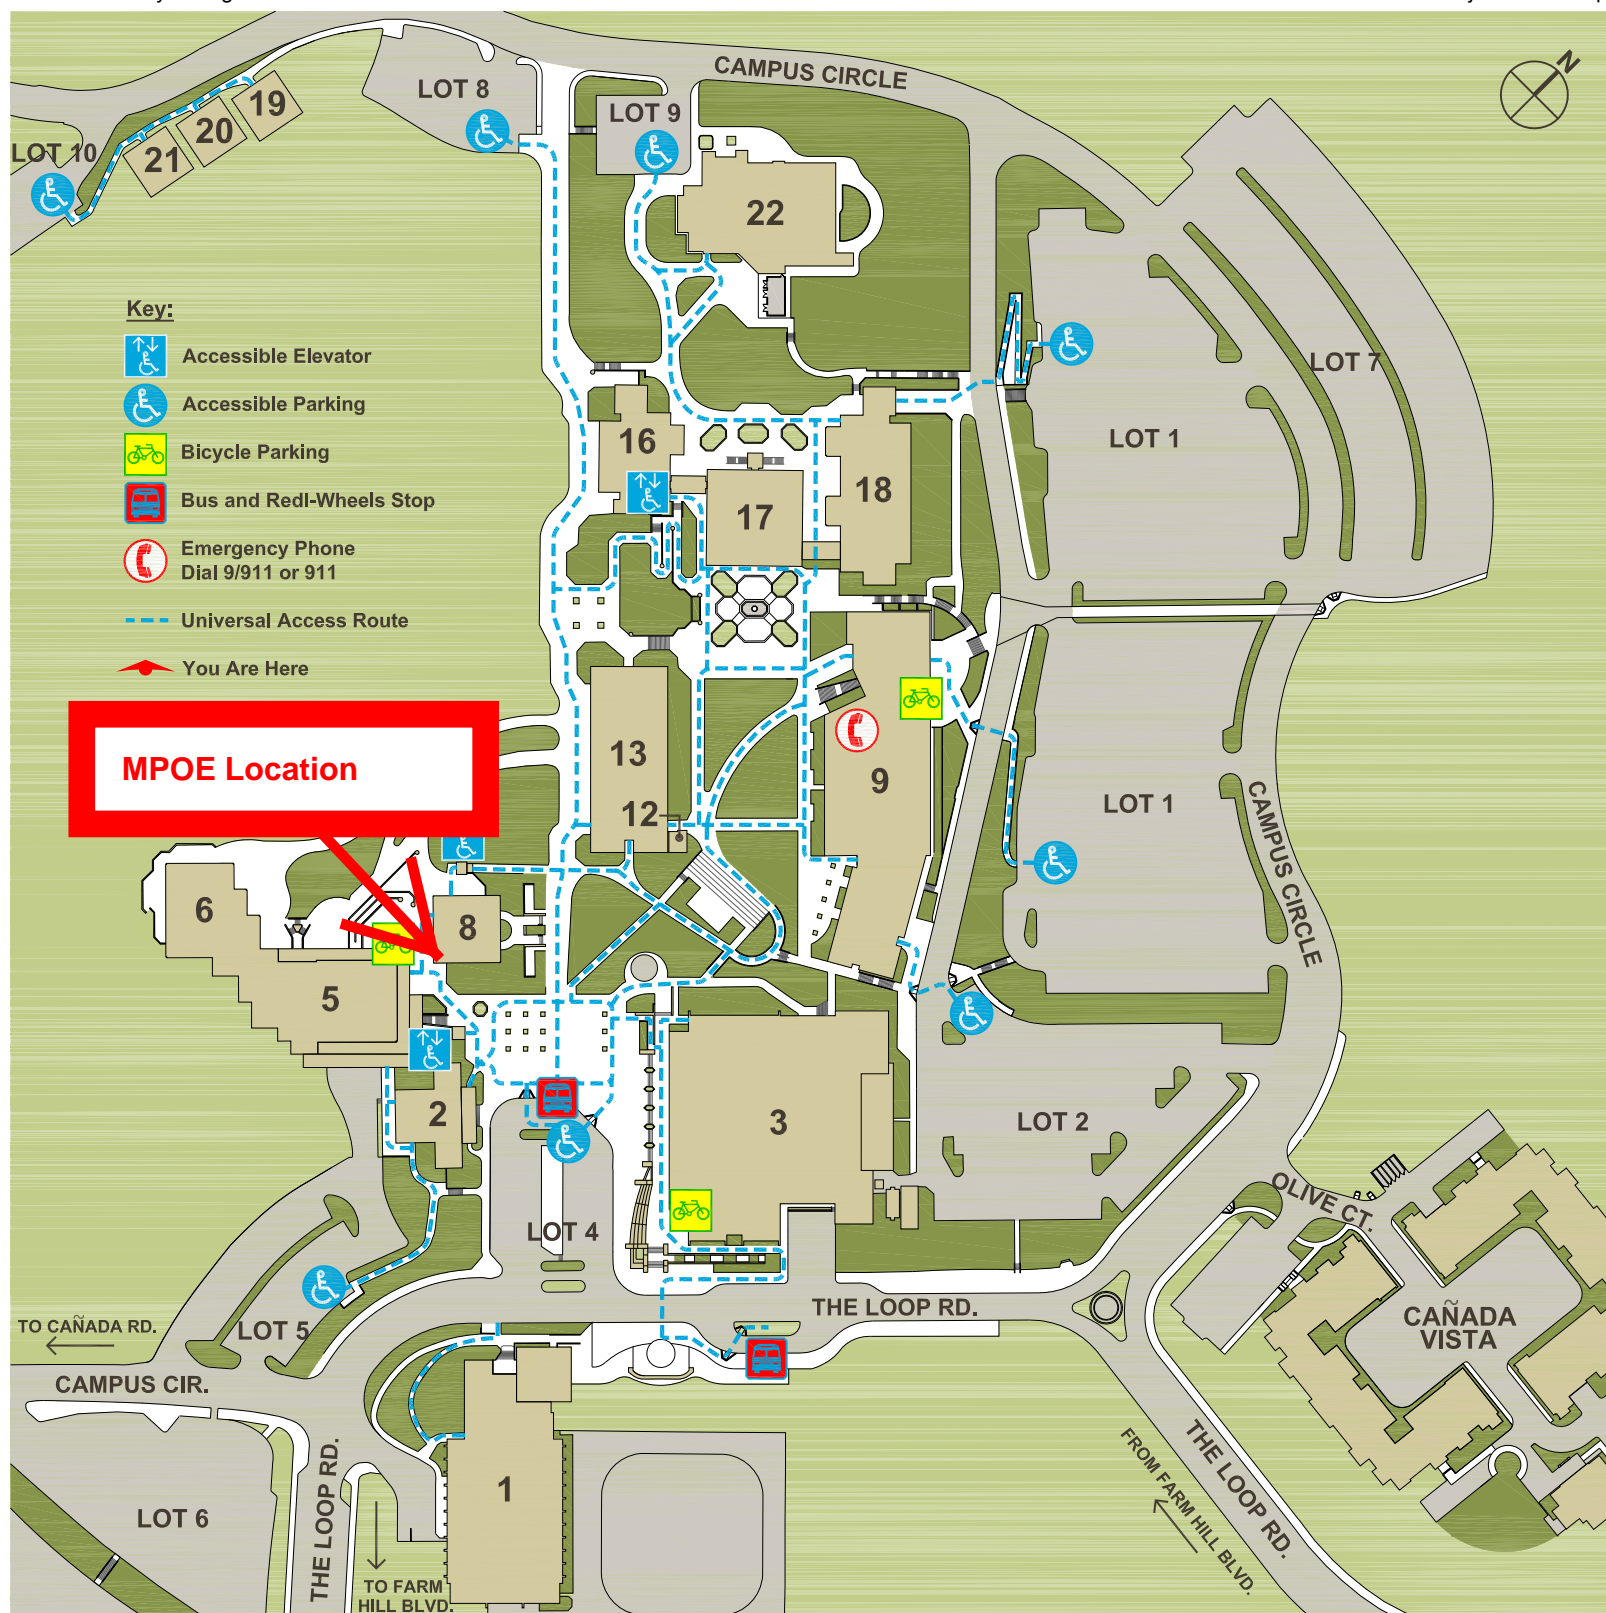 CAMPUS CIRCLE
N
LOT 8
LOT 9
19
20
21
LOT 10
22
Key:
Accessible Elevator
Accessible Parking
Bicycle Parking
Bus and RedI-Wheels Stop
Emergency Phone
Dial 9/911 or 911
Universal Access Route
You Are Here
LOT 7
LOT 1
16
17
18
MPOE Location
13
12
9
LOT 1
CAMPUS CIRCLE
6
8
5
2
3
LOT 2
LOT 4
OLIVE CT.
LOT 5
THE LOOP RD.
CAÑADA
VISTA
TO CAÑADA RD.
CAMPUS CIR.
THE LOOP RD.
FROM FARM HILL BLVD.
THE LOOP RD.
1
LOT 6
TO FARM
HILL BLVD.